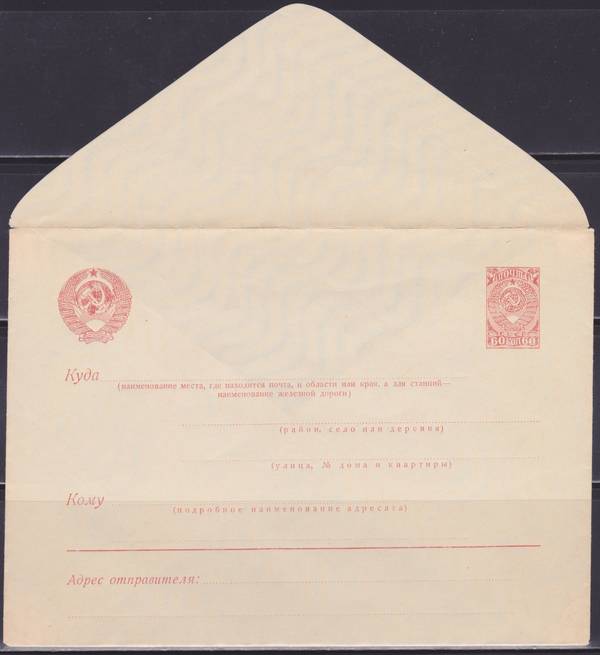 ПОЧТА
60 КОП 60
Куда
(наименование места, где находится почта, и области или края, а для станций—
наименование железной дороги)
(район, село или деревня)
(улица, № дома и квартиры)
Кому
(подробное наименование адресата)
Адрес отправителя: